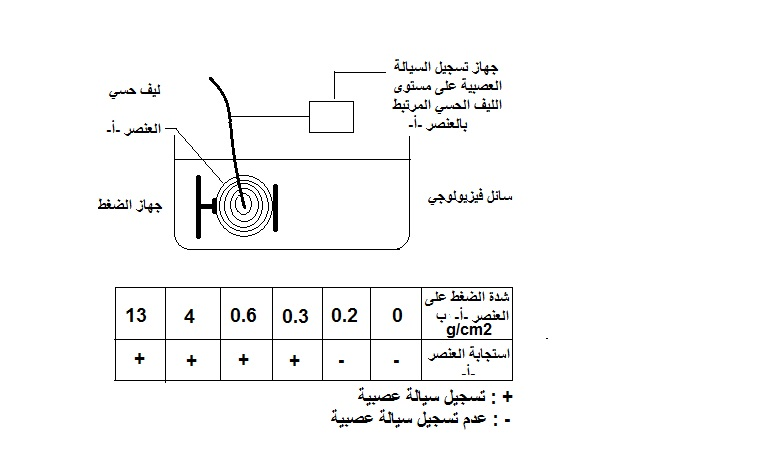 جهاز تسجيل السيالة
العصبية على مستوى
الليف الحسي المرتبط
بالعنصر -أ-
ليف حسي
العنصر -أ-
سائل فيزيولوجي
جهاز الضغط
شدة الضغط على
العنصر -أ- ب
g/cm2
0 0.2 0.3 0.6 4 13
استجابة العنصر
-أ-
- - + + + +
+ : تسجيل سيالة عصبية
- : عدم تسجيل سيالة عصبية